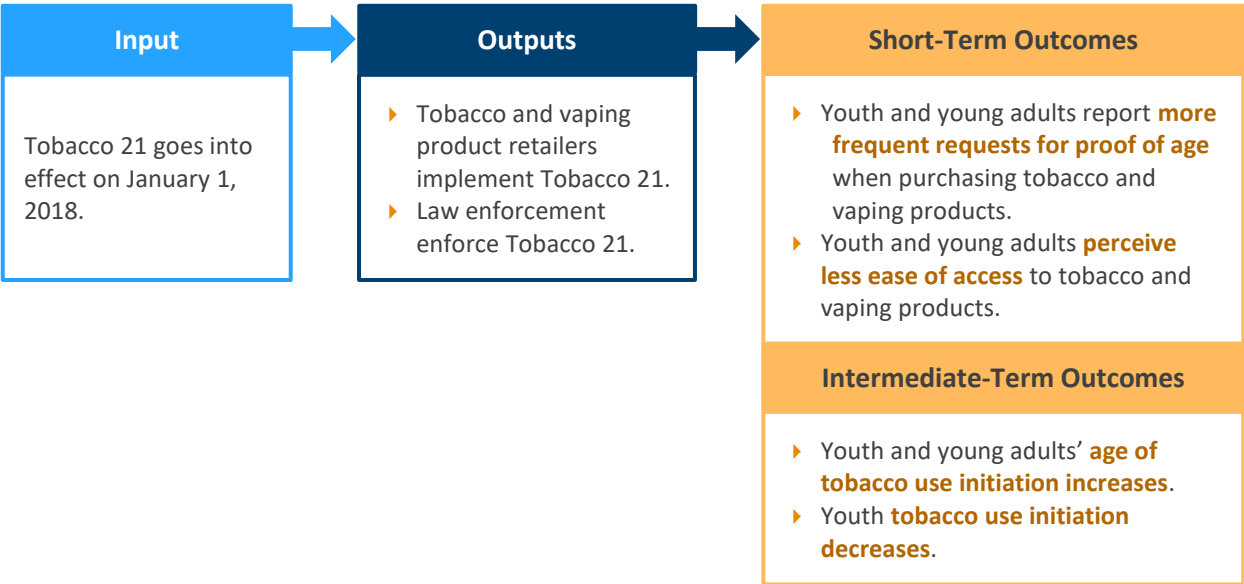 Input
Tobacco 21 goes into
effect on January 1,
2018.
Outputs
Tobacco and vaping
product retailers
implement Tobacco 21.
Law enforcement
enforce Tobacco 21.
Short-Term Outcomes
Youth and young adults report more
frequent requests for proof of age
when purchasing tobacco and
vaping products.
Youth and young adults perceive
less ease of access to tobacco and
vaping products.
Intermediate-Term Outcomes
Youth and young adults’ age of
tobacco use initiation increases.
Youth tobacco use initiation
decreases.